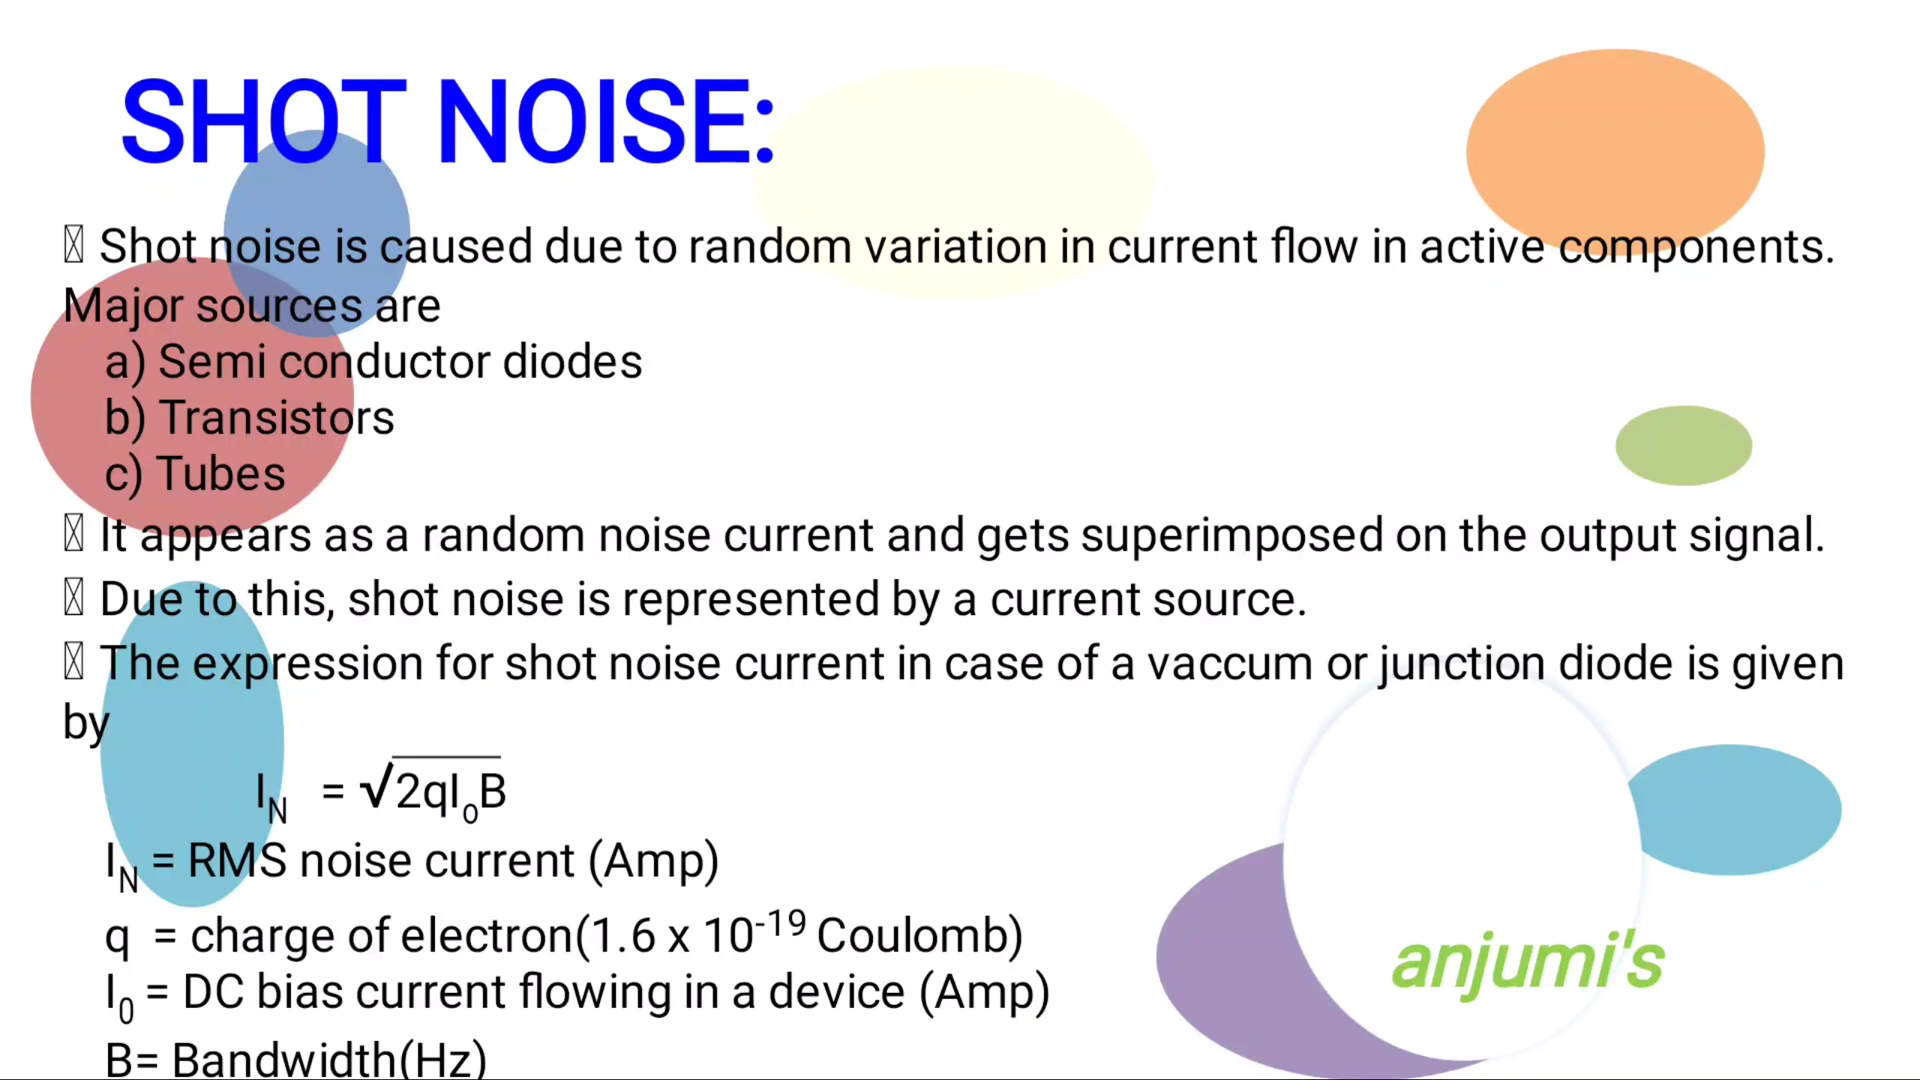 SHOT NOISE:
Shot noise is caused due to random variation in current flow in active components.
Major sources are
a) Semi conductor diodes
b) Transistors
c) Tubes
It appears as a random noise current and gets superimposed on the output signal.
Due to this, shot noise is represented by a current source.
The expression for shot noise current in case of a vaccum or junction diode is given
by
I_N = √2qI_oB
I_N = RMS noise current (Amp)
q = charge of electron(1.6 x 10^-19 Coulomb)
I_0 = DC bias current flowing in a device (Amp)
B= Bandwidth(Hz)
anjumi's